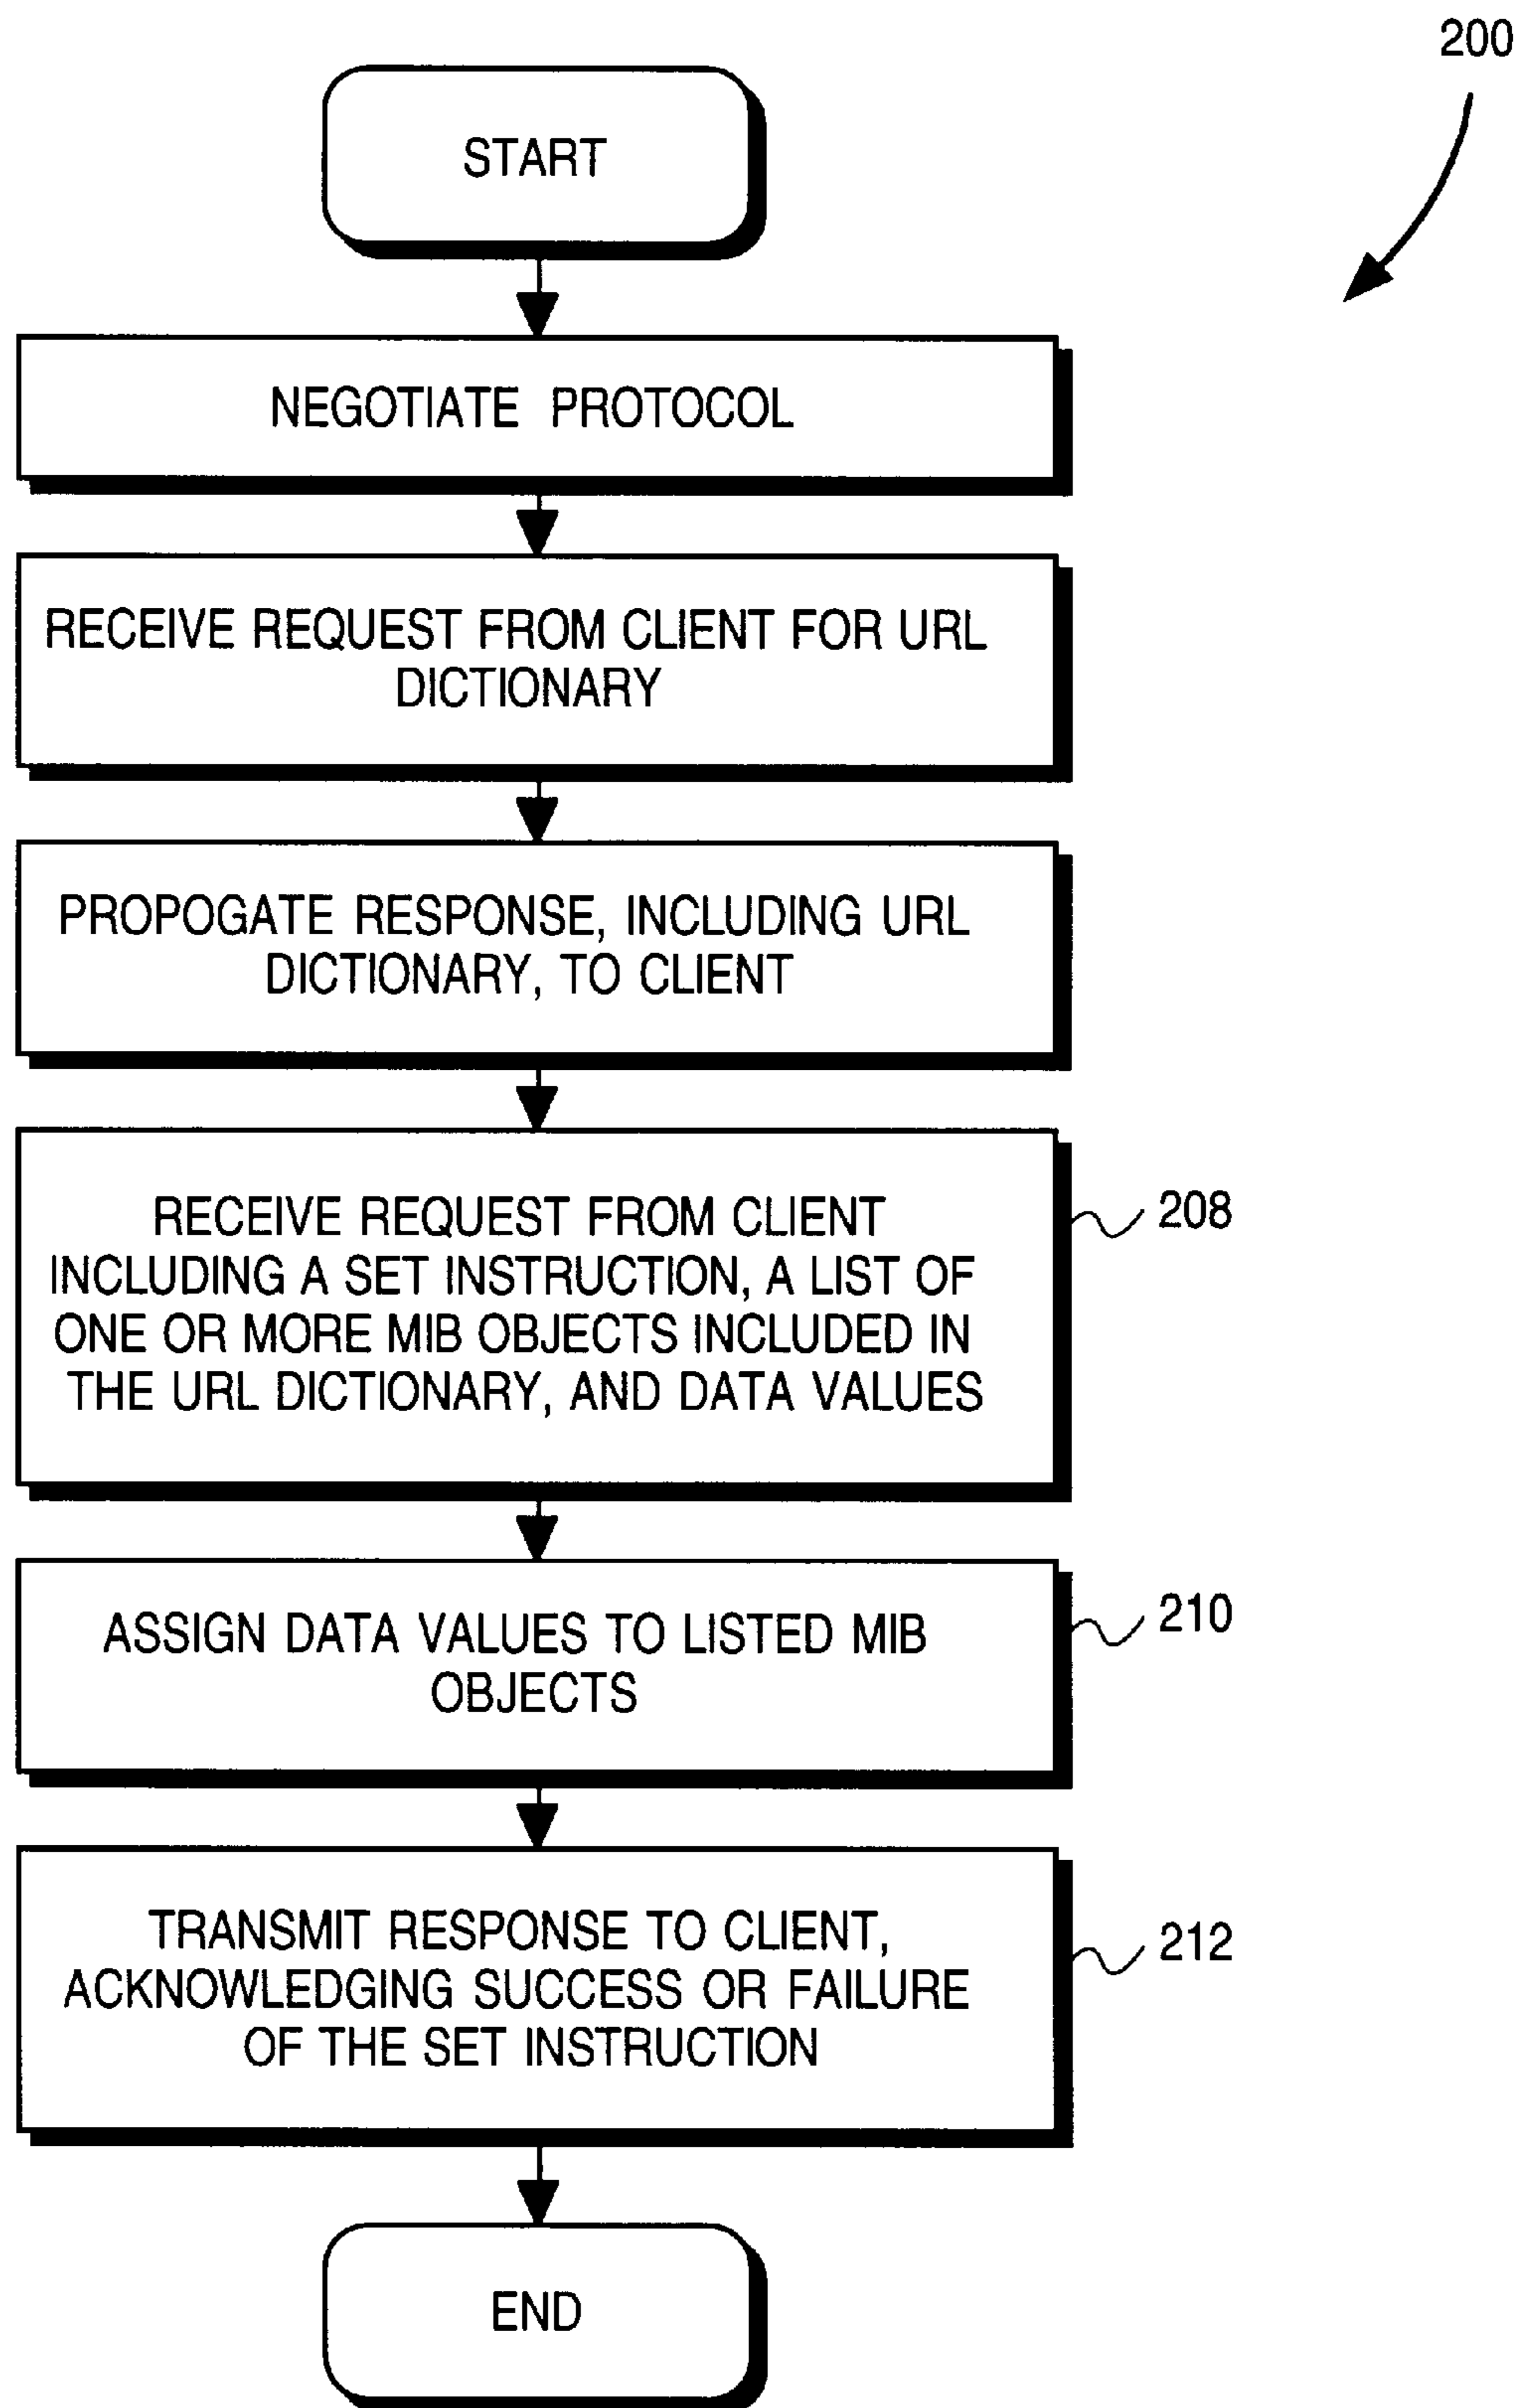 200
START
NEGOTIATE PROTOCOL
RECEIVE REQUEST FROM CLIENT FOR URL
DICTIONARY
PROPOGATE RESPONSE, INCLUDING URL
DICTIONARY, TO CLIENT
RECEIVE REQUEST FROM CLIENT
INCLUDING A SET INSTRUCTION, A LIST OF
ONE OR MORE MIB OBJECTS INCLUDED IN
THE URL DICTIONARY, AND DATA VALUES
208
ASSIGN DATA VALUES TO LISTED MIB
OBJECTS
210
TRANSMIT RESPONSE TO CLIENT,
ACKNOWLEDGING SUCCESS OR FAILURE
OF THE SET INSTRUCTION
212
END